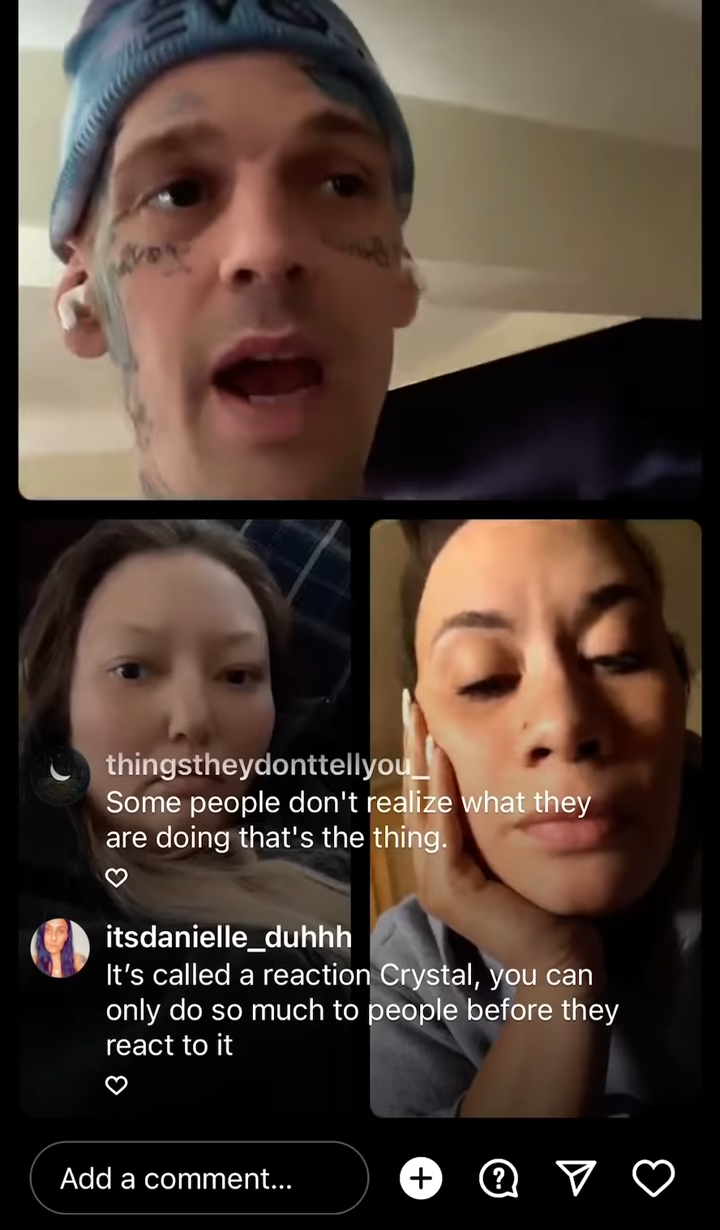 thingstheydonttellyou_
Some people don't realize what they
are doing that's the thing.
itsdanielle_duhhh
It’s called a reaction Crystal, you can
only do so much to people before they
react to it
Add a comment...